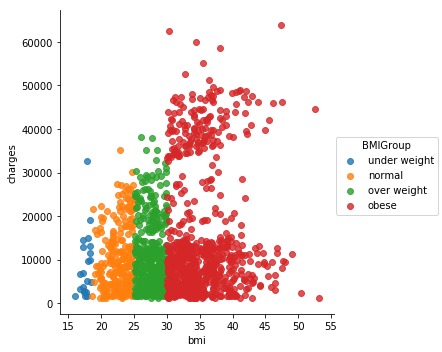 60000
50000
40000
30000
20000
10000
0
charges
15 20 25 30 35 40 45 50 55
bmi
BMIGroup
under weight
normal
over weight
obese